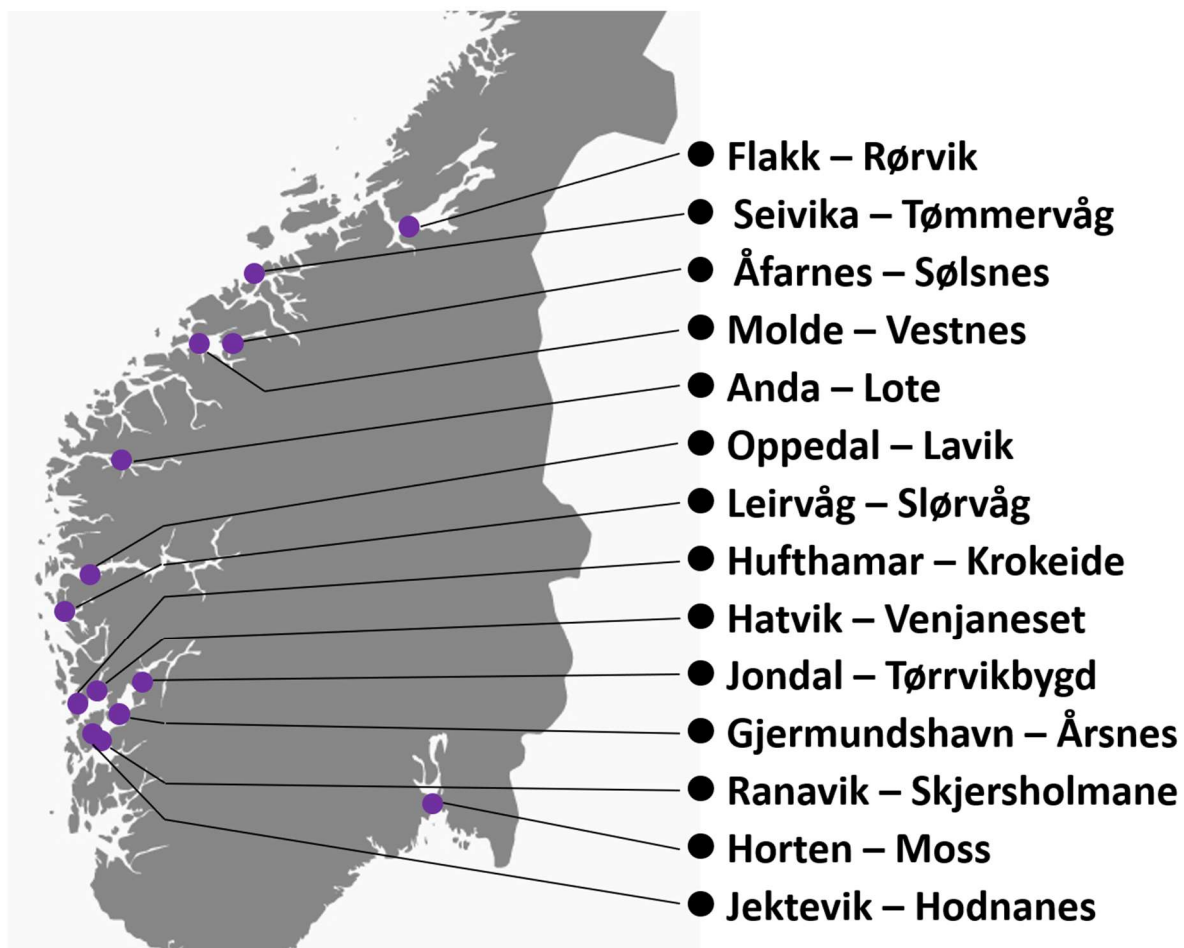 Flakk – Rørvik
Seivika – Tømmervåg
Åfarnes – Sølsnes
Molde – Vestnes
Anda – Lote
Oppedal – Lavik
Leirvåg – Slørvåg
Hufthamar – Krokeide
Hatvik – Venjaneset
Jondal – Tørrvikbygd
Gjermundshavn – Årsnes
Ranavik – Skjersholmane
Horten – Moss
Jektevik – Hodnanes